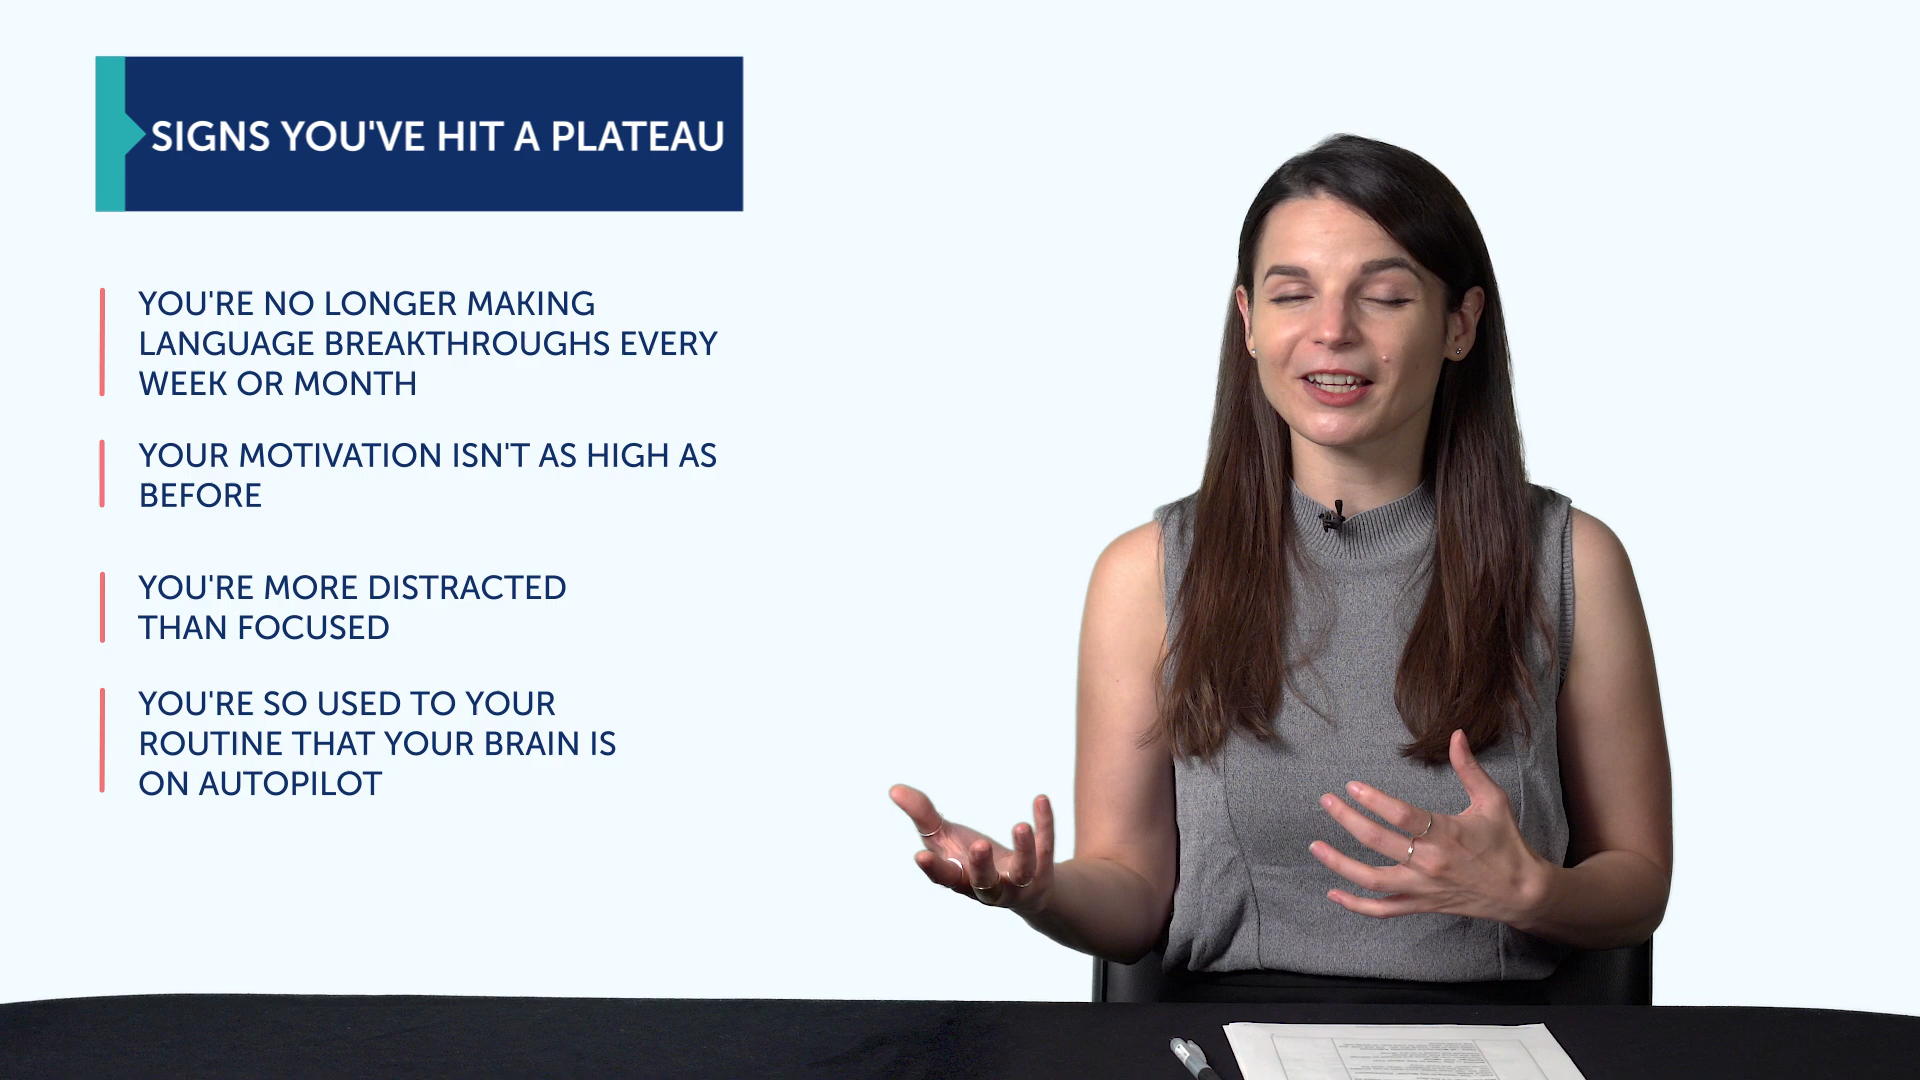 SIGNS YOU'VE HIT A PLATEAU
YOU'RE NO LONGER MAKING
LANGUAGE BREAKTHROUGHS EVERY
WEEK OR MONTH
YOUR MOTIVATION ISN'T AS HIGH AS
BEFORE
YOU'RE MORE DISTRACTED
THAN FOCUSED
YOU'RE SO USED TO YOUR
ROUTINE THAT YOUR BRAIN IS
ON AUTOPILOT